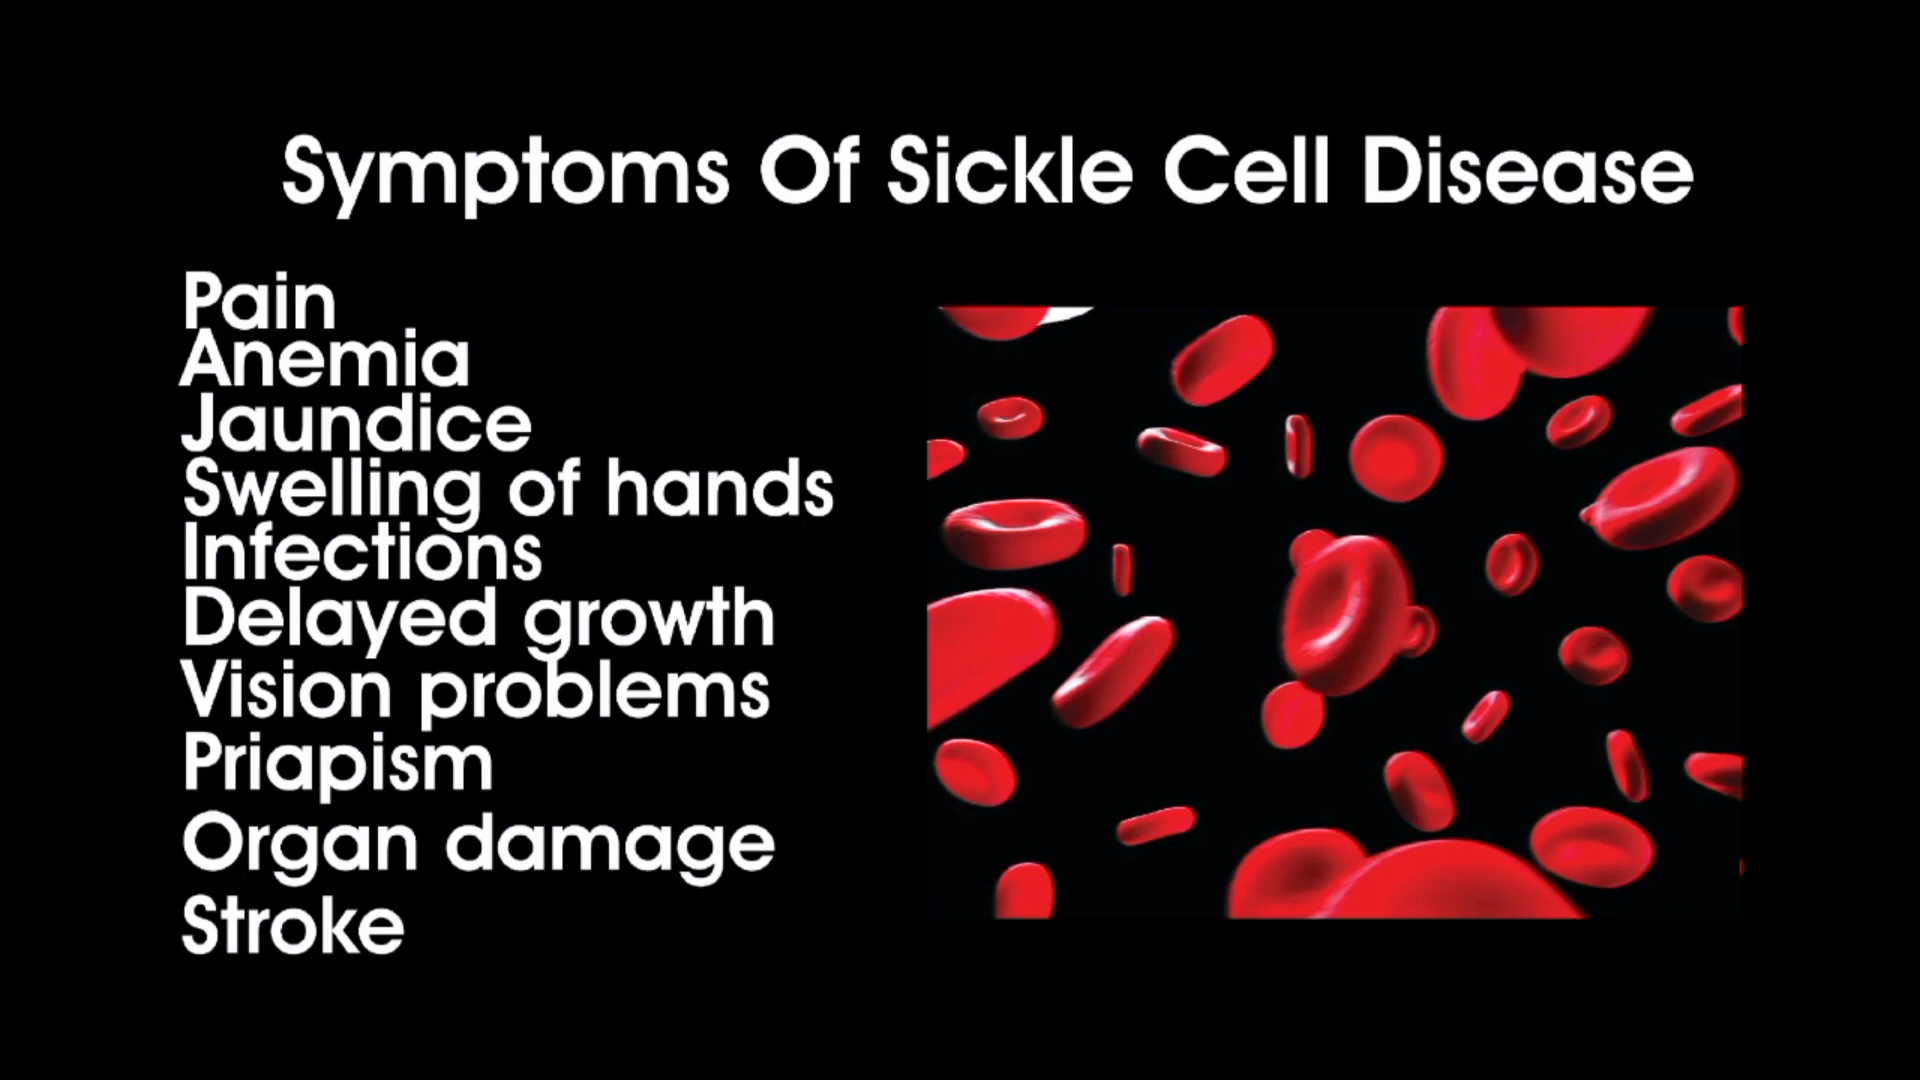 Symptoms Of Sickle Cell Disease
Pain
Anemia
Jaundice
Swelling of hands
Infections
Delayed growth
Vision problems
Priapism
Organ damage
Stroke